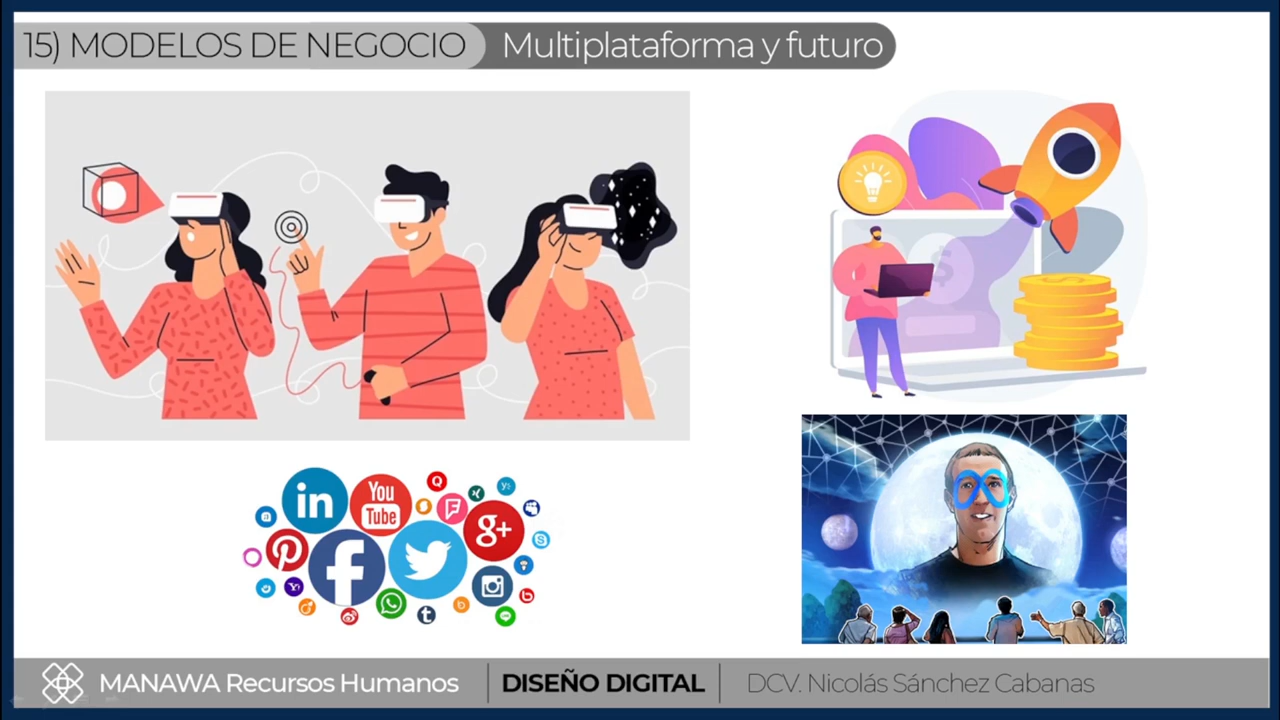 15) MODELOS DE NEGOCIO Multiplataforma y futuro
$
in
You
Tube
g+
MANAWA Recursos Humanos DISEÑO DIGITAL DCV. Nicolás Sánchez Cabanas